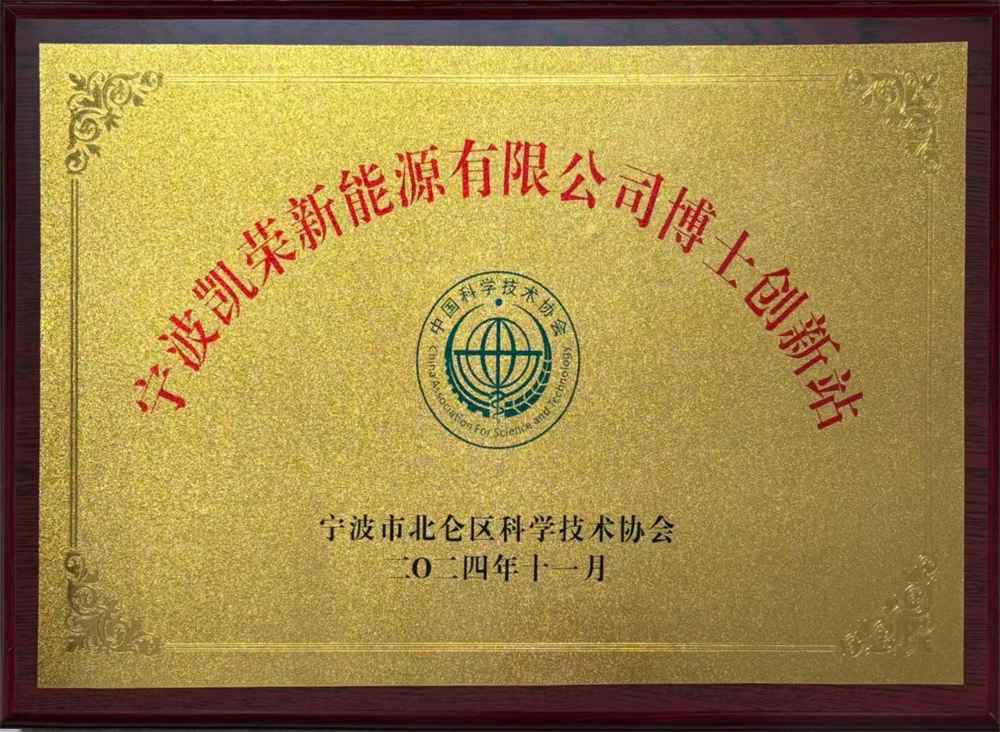 宁波凯荣新能源有限公司博士创新站
中国科学技术协会
China Association For Science and Technology
宁波市北仑区科学技术协会
二O二四年十一月